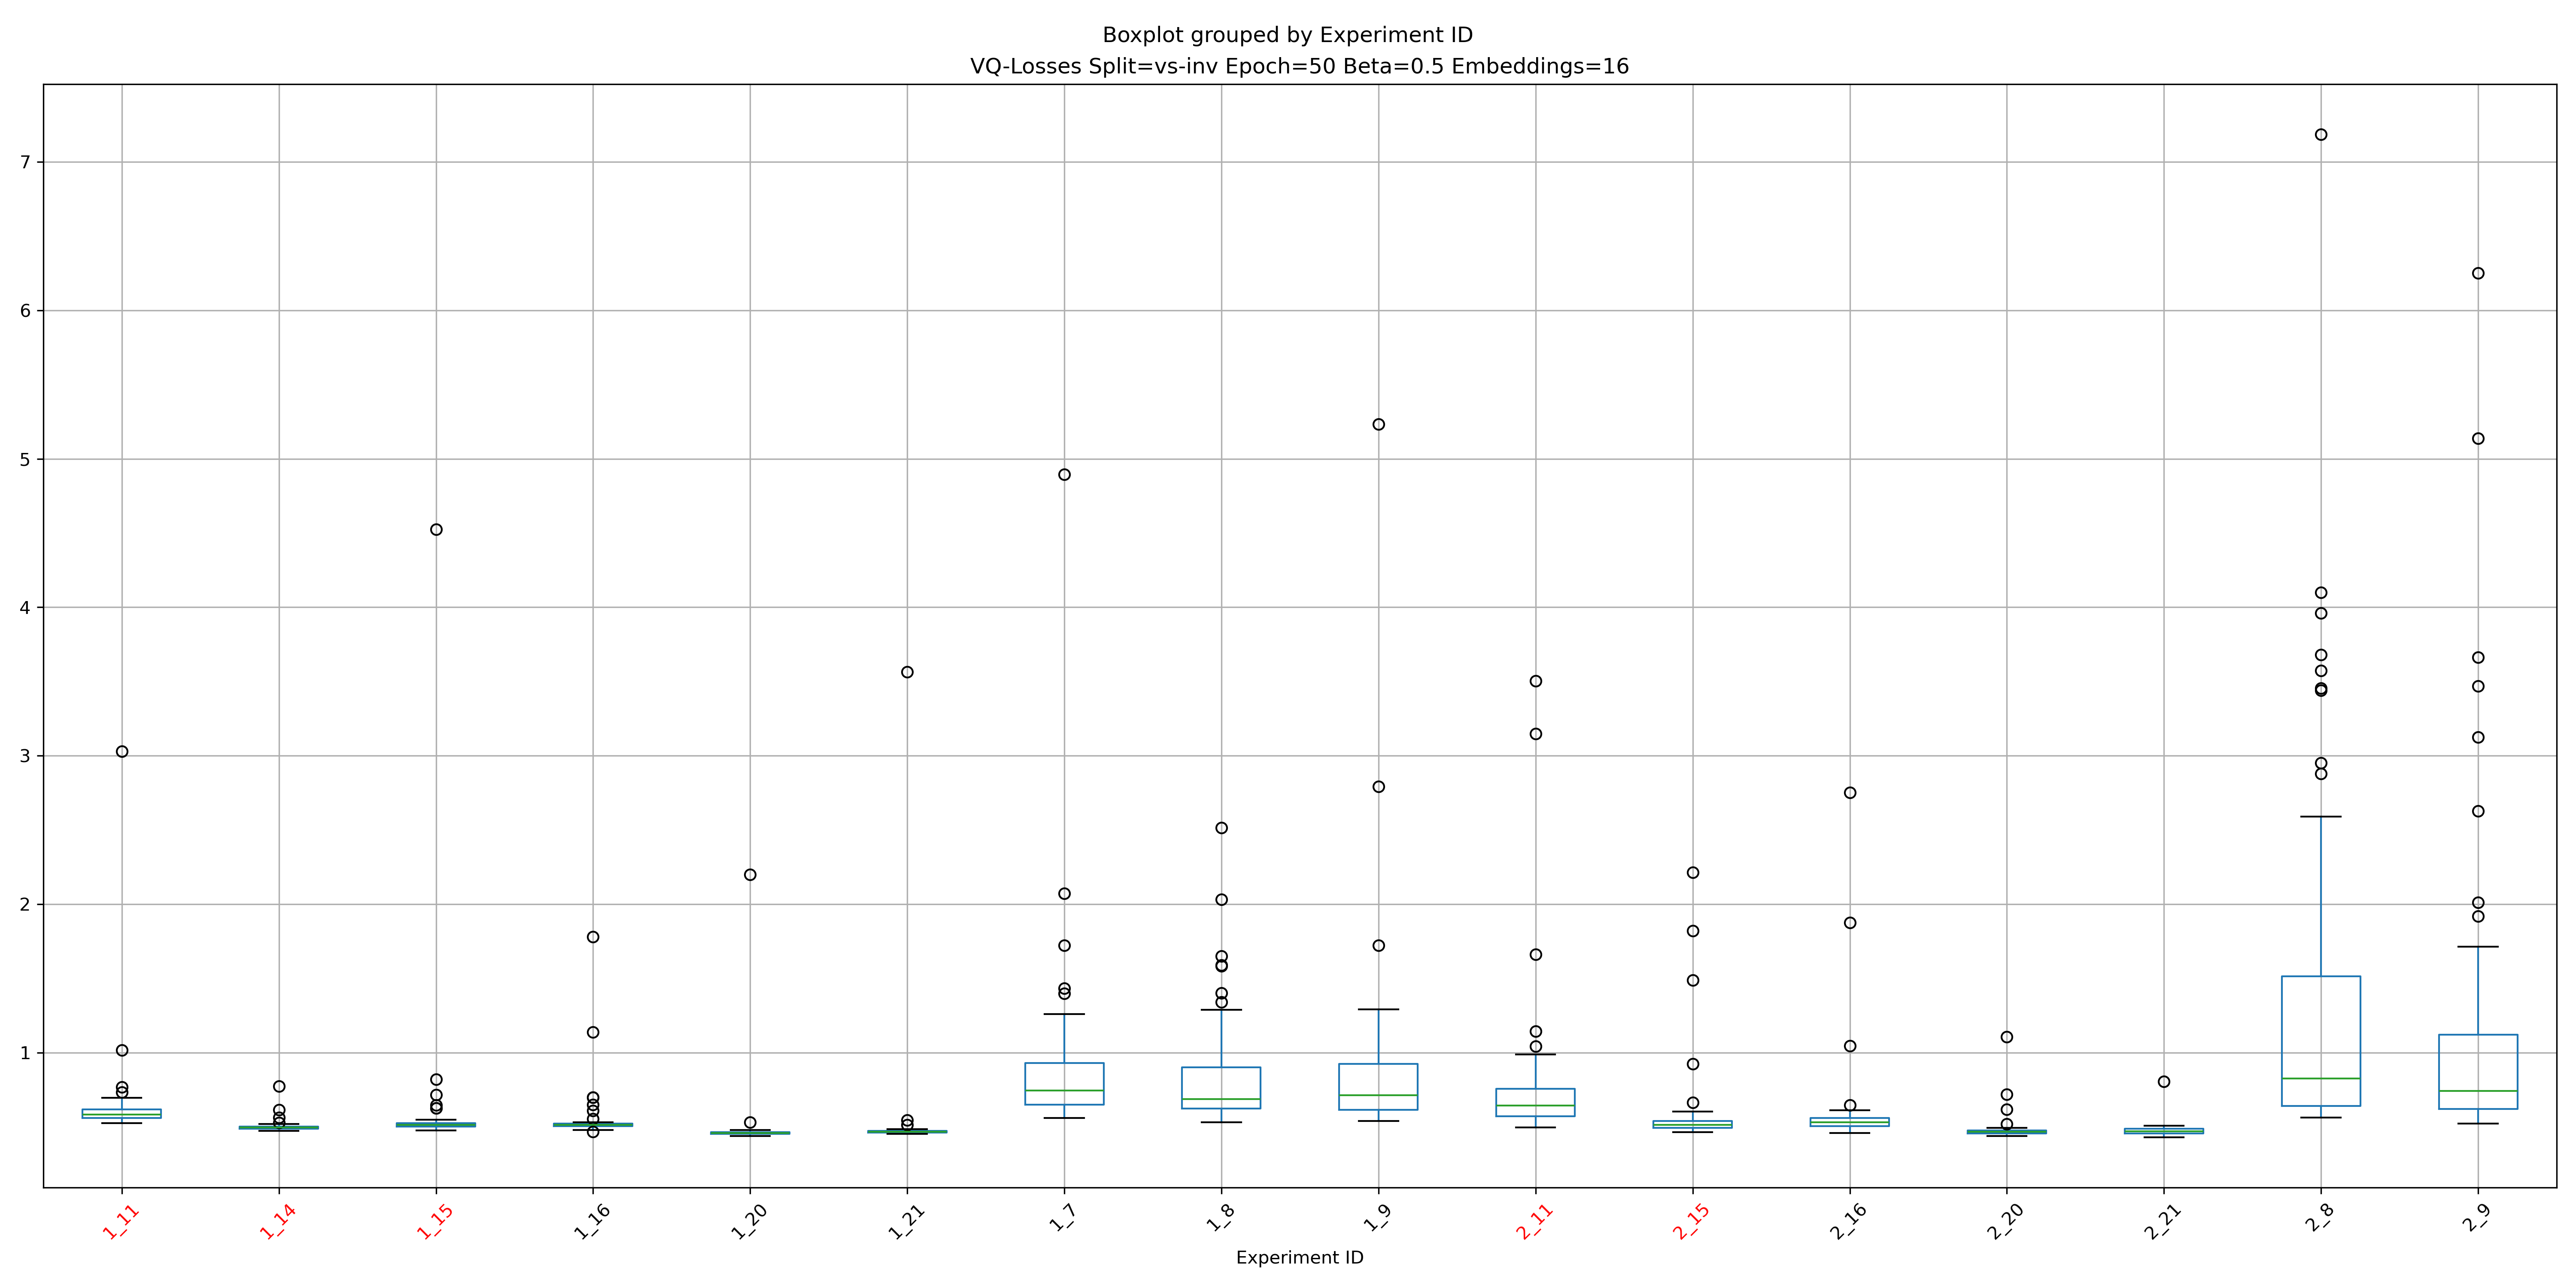 Boxplot grouped by Experiment ID
VQ-Losses Split=vs-inv Epoch=50 Beta=0.5 Embeddings=16
7
6
5
4
3
2
1
1_11 1_14 1_15 1_16 1_20 1_21 1_7 1_8 1_9 2_11 2_15 2_16 2_20 2_21 2_8 2_9
Experiment ID